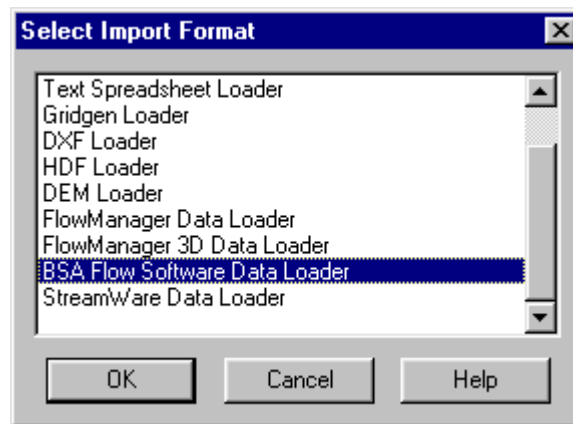 Select Import Format
Text Spreadsheet Loader
Gridgen Loader
DXF Loader
HDF Loader
DEM Loader
FlowManager Data Loader
FlowManager 3D Data Loader
BSA Flow Software Data Loader
StreamWare Data Loader
OK Cancel Help